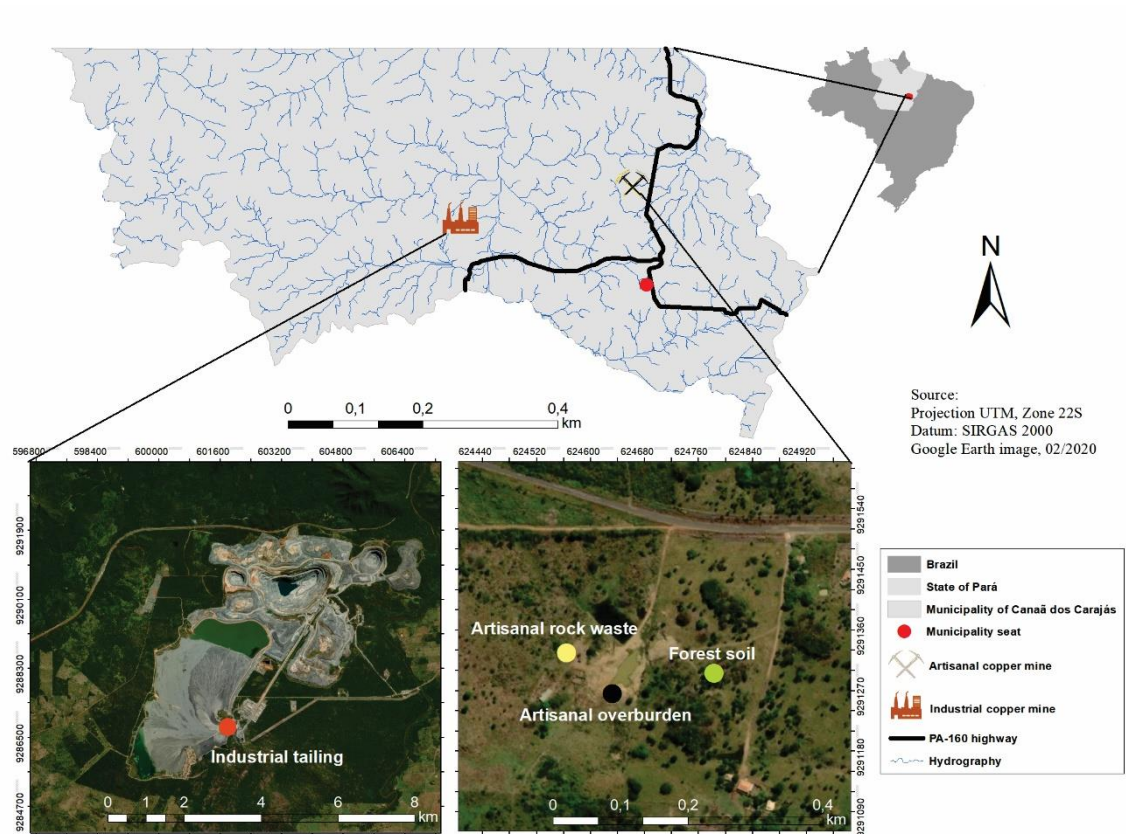 N
Source:
Projection UTM, Zone 22S
Datum: SIRGAS 2000
Google Earth image, 02/2020
0 0,1 0,2 0,4
km
596800 598400 600000 601600 603200 604800 606400
9291900
9290100
9288300
9286500
9284700
Industrial tailing
0 1 2 4 6 8
km
624440 624520 624600 624680 624760 624840 624920
9291540
9291450
9291360
9291270
9291180
9291090
Artisanal rock waste
Forest soil
Artisanal overburden
0 0,1 0,2 0,4
km
Brazil
State of Pará
Municipality of Canaã dos Carajás
Municipality seat
Artisanal copper mine
Industrial copper mine
PA-160 highway
Hydrography